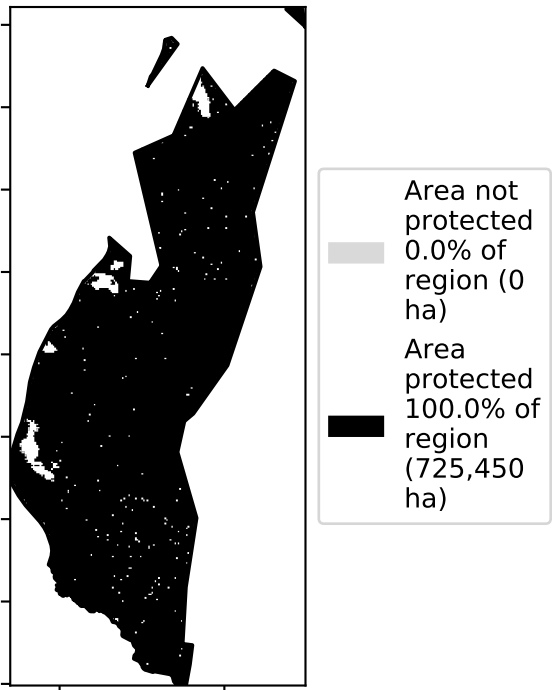 Area not
protected
0.0% of
region (0
ha)
Area
protected
100.0% of
region
(725,450
ha)